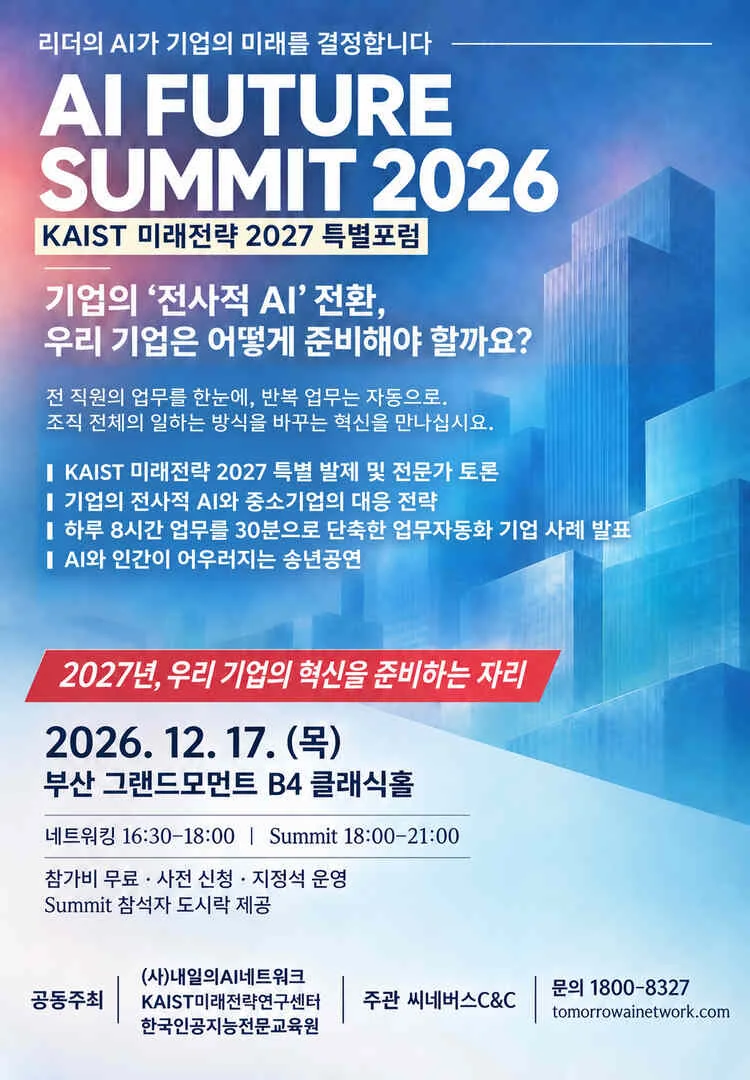 리더의 AI가 기업의 미래를 결정합니다
AI FUTURE
SUMMIT 2026
KAIST 미래전략 2027 특별포럼
기업의 ‘전사적 AI’ 전환,
우리 기업은 어떻게 준비해야 할까요?
전 직원의 업무를 한눈에, 반복 업무는 자동으로.
조직 전체의 일하는 방식을 바꾸는 혁신을 만나십시요.
KAIST 미래전략 2027 특별 발제 및 전문가 토론
기업의 전사적 AI와 중소기업의 대응 전략
하루 8시간 업무를 30분으로 단축한 업무자동화 기업 사례 발표
AI와 인간이 어우러지는 송년공연
2027년, 우리 기업의 혁신을 준비하는 자리
2026. 12. 17. (목)
부산 그랜드모먼트 B4 클래식홀
네트워킹 16:30–18:00 | Summit 18:00–21:00
참가비 무료 · 사전 신청 · 지정석 운영
Summit 참석자 도시락 제공
공동주최
(사)내일의AI네트워크
KAIST미래전략연구센터
한국인공지능전문교육원
주관 씨네버스C&C
문의 1800-8327
tomorrowainetwork.com